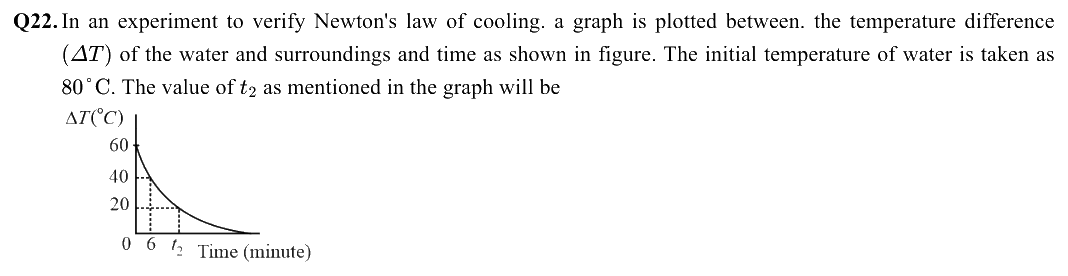 Q22. In an experiment to verify Newton's law of cooling. a graph is plotted between. the temperature difference
(ΔT) of the water and surroundings and time as shown in figure. The initial temperature of water is taken as
80°C. The value of t₂ as mentioned in the graph will be
ΔT(°C)
60
40
20
0 6 t₂ Time (minute)